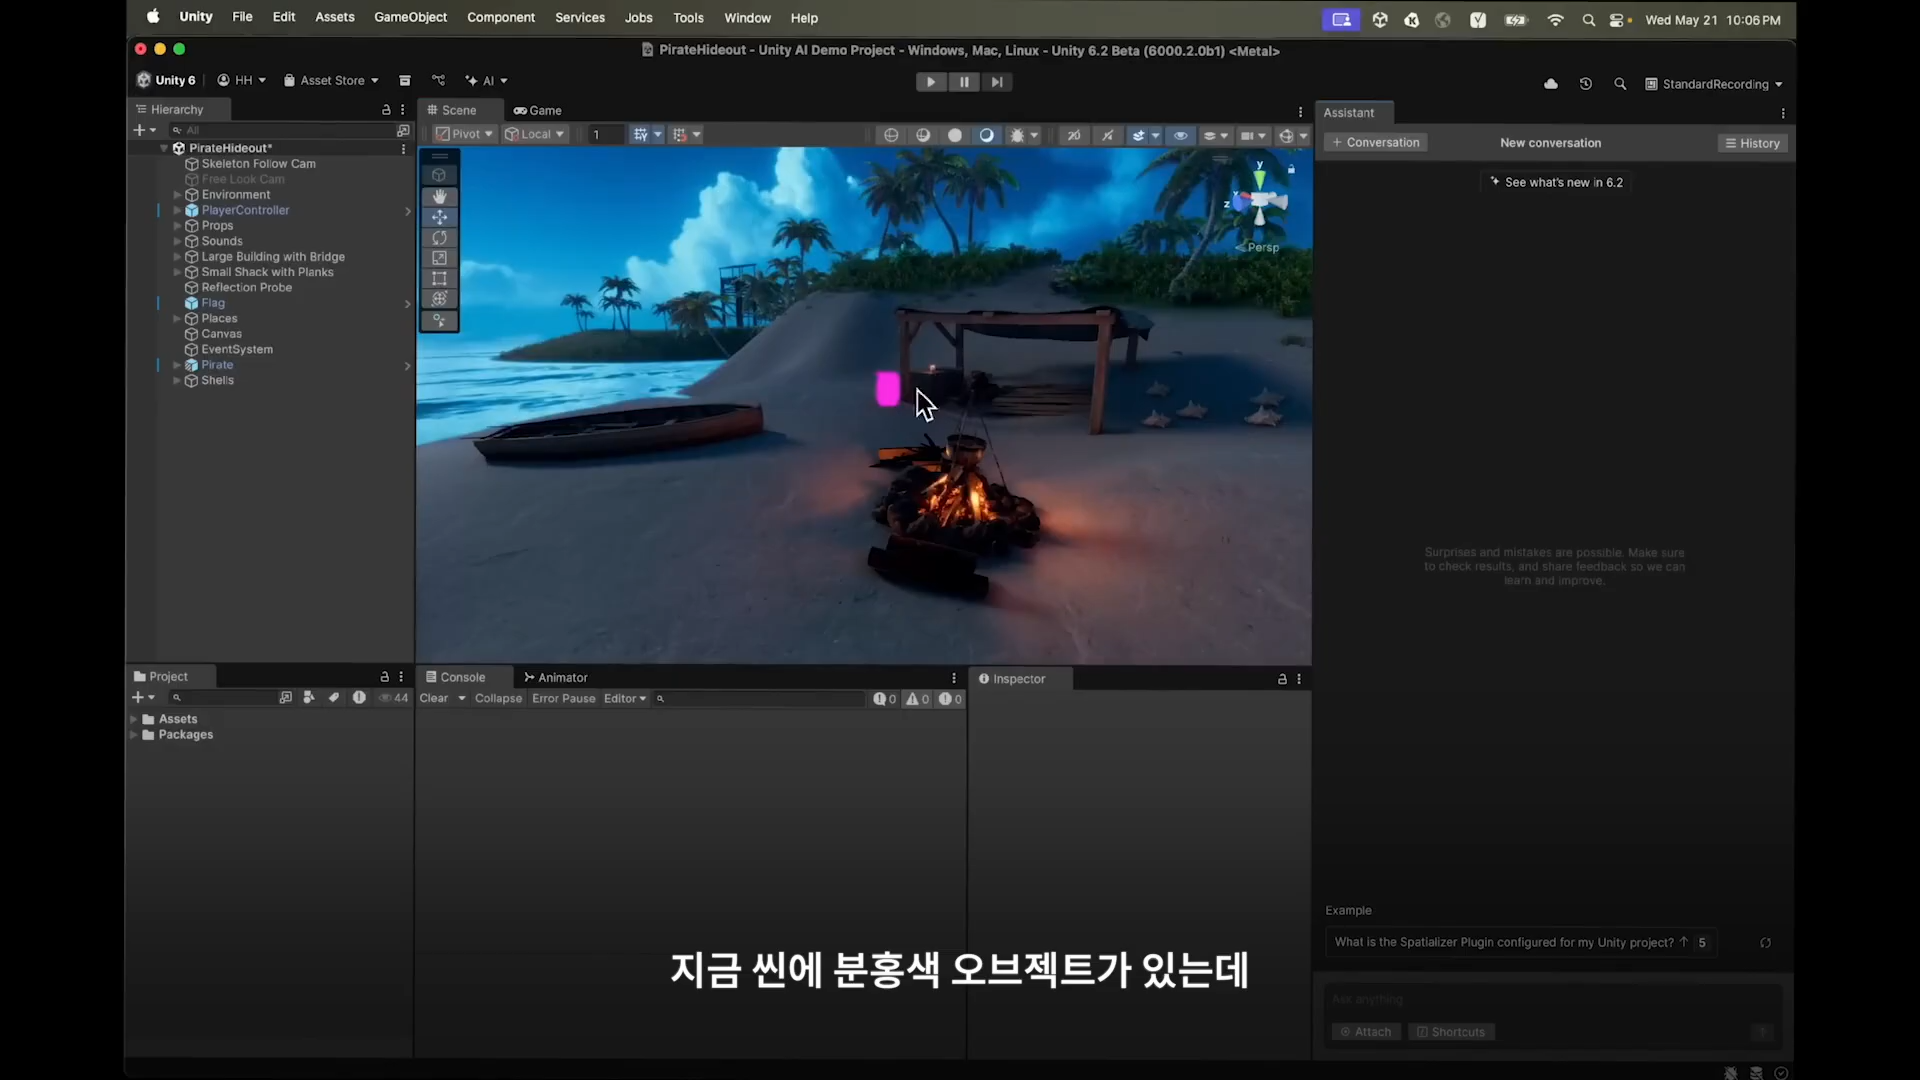 Unity File Edit Assets GameObject Component Services Jobs Tools Window Help
Wed May 21 10:06 PM
PirateHideout - Unity AI Demo Project - Windows, Mac, Linux - Unity 6.2 Beta (6000.2.0b1) <Metal>
Unity 6 HH Asset Store AI
StandardRecording
Hierarchy
All
PirateHideout*
Skeleton Follow Cam
Free Look Cam
Environment
PlayerController
Props
Sounds
Large Building with Bridge
Small Shack with Planks
Reflection Probe
Flag
Places
Canvas
EventSystem
Pirate
Shells
Scene Game
Pivot Local 1
y
x
z
Persp
Assistant
+ Conversation New conversation History
See what's new in 6.2
Surprises and mistakes are possible. Make sure
to check results, and share feedback so we can
learn and improve.
Example
What is the Spatializer Plugin configured for my Unity project? 5
Ask anything
Attach Shortcuts
Project
44
Assets
Packages
Console Animator
Clear Collapse Error Pause Editor 0 0 0
Inspector
지금 씬에 분홍색 오브젝트가 있는데